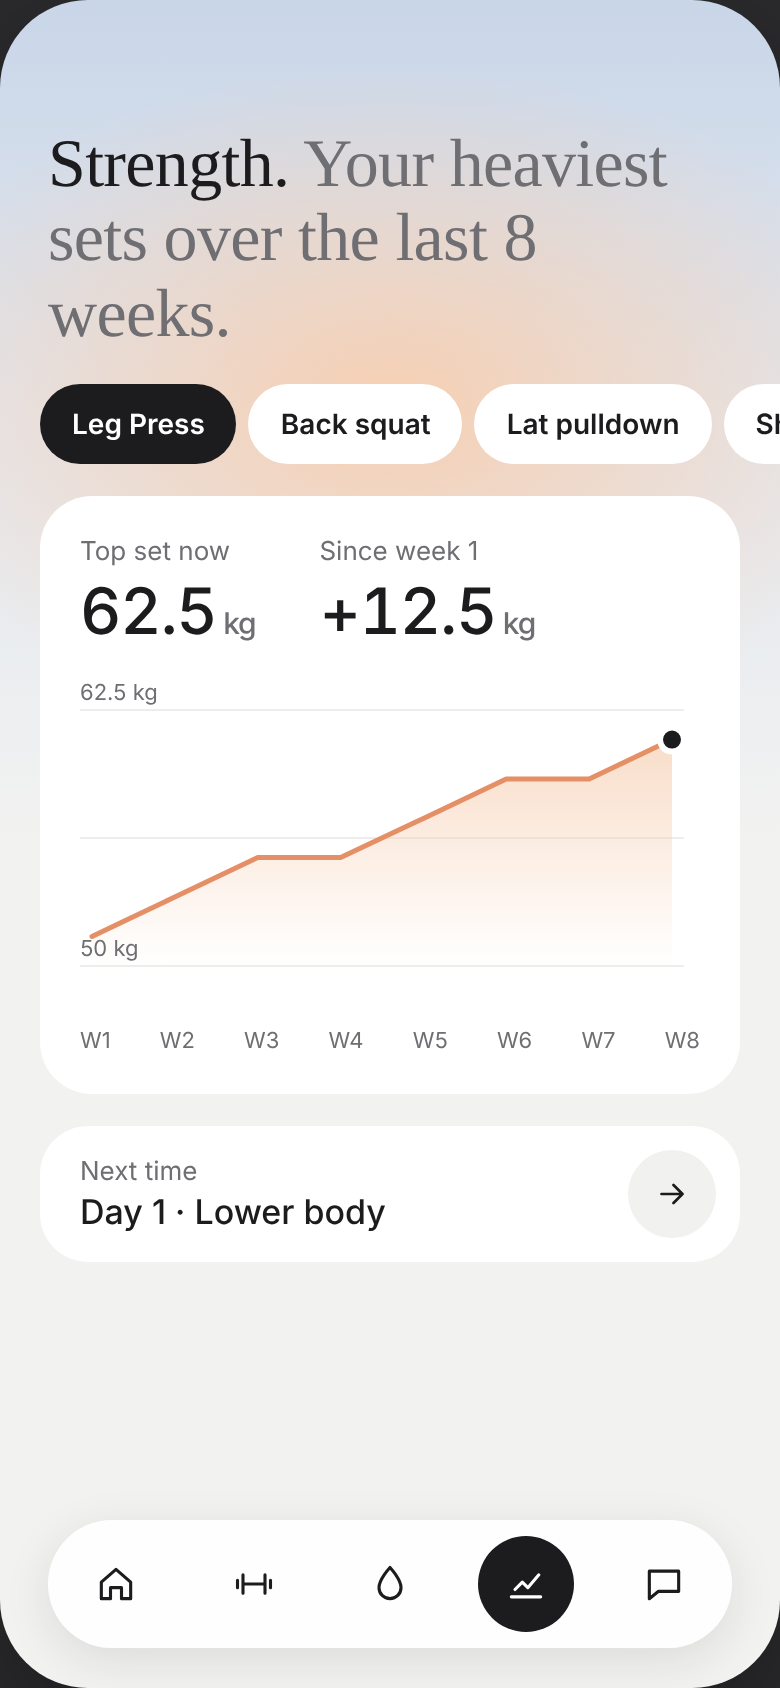 Strength. Your heaviest
sets over the last 8
weeks.
Leg Press
Back squat
Lat pulldown
Top set now
Since week 1
62.5 kg
+12.5 kg
62.5 kg
50 kg
W1 W2 W3 W4 W5 W6 W7 W8
Next time
Day 1 · Lower body